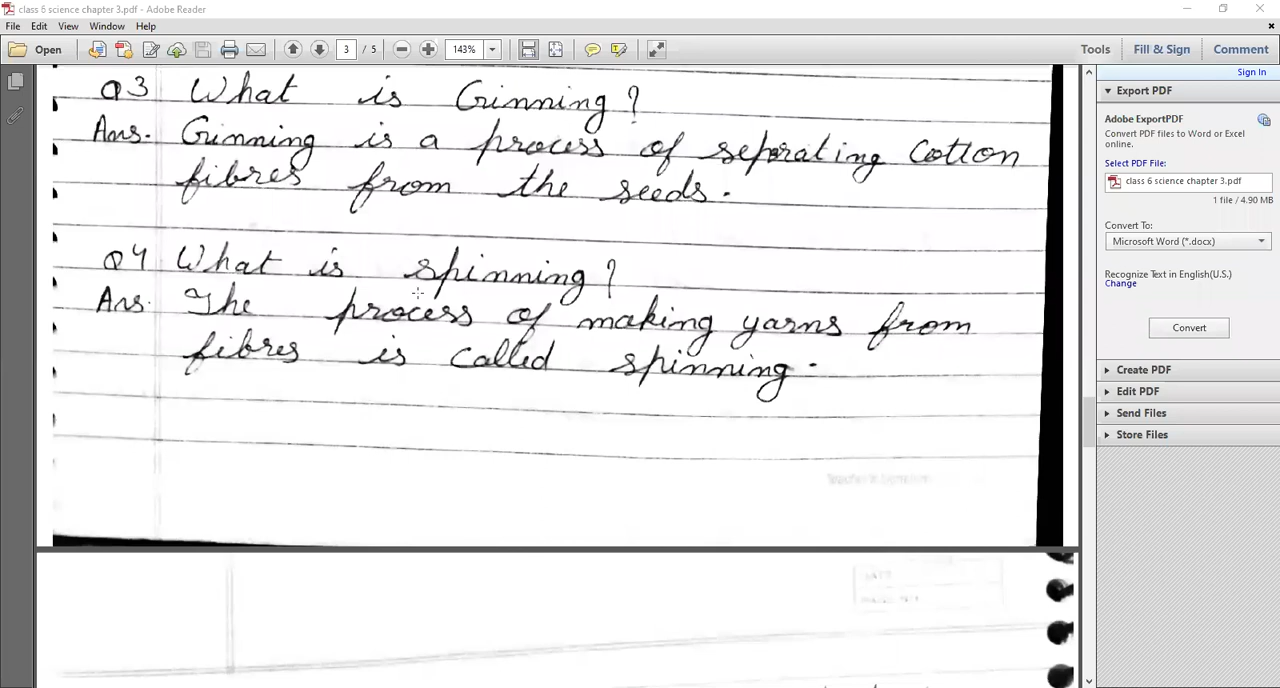 class 6 science chapter 3.pdf - Adobe Reader
File Edit View Window Help
Open 3 / 5 143% Tools Fill & Sign Comment
Sign In
Export PDF
Adobe ExportPDF
Convert PDF files to Word or Excel
online.
Select PDF File:
class 6 science chapter 3.pdf
1 file / 4.90 MB
Convert To:
Microsoft Word (*.docx)
Recognize Text in English(U.S.)
Change
Convert
Create PDF
Edit PDF
Send Files
Store Files
Q3 What is Ginning?
Ans. Ginning is a process of seperating cotton
fibres from the seeds.
Q4 What is spinning?
Ans. The process of making yarns from
fibres is called spinning.